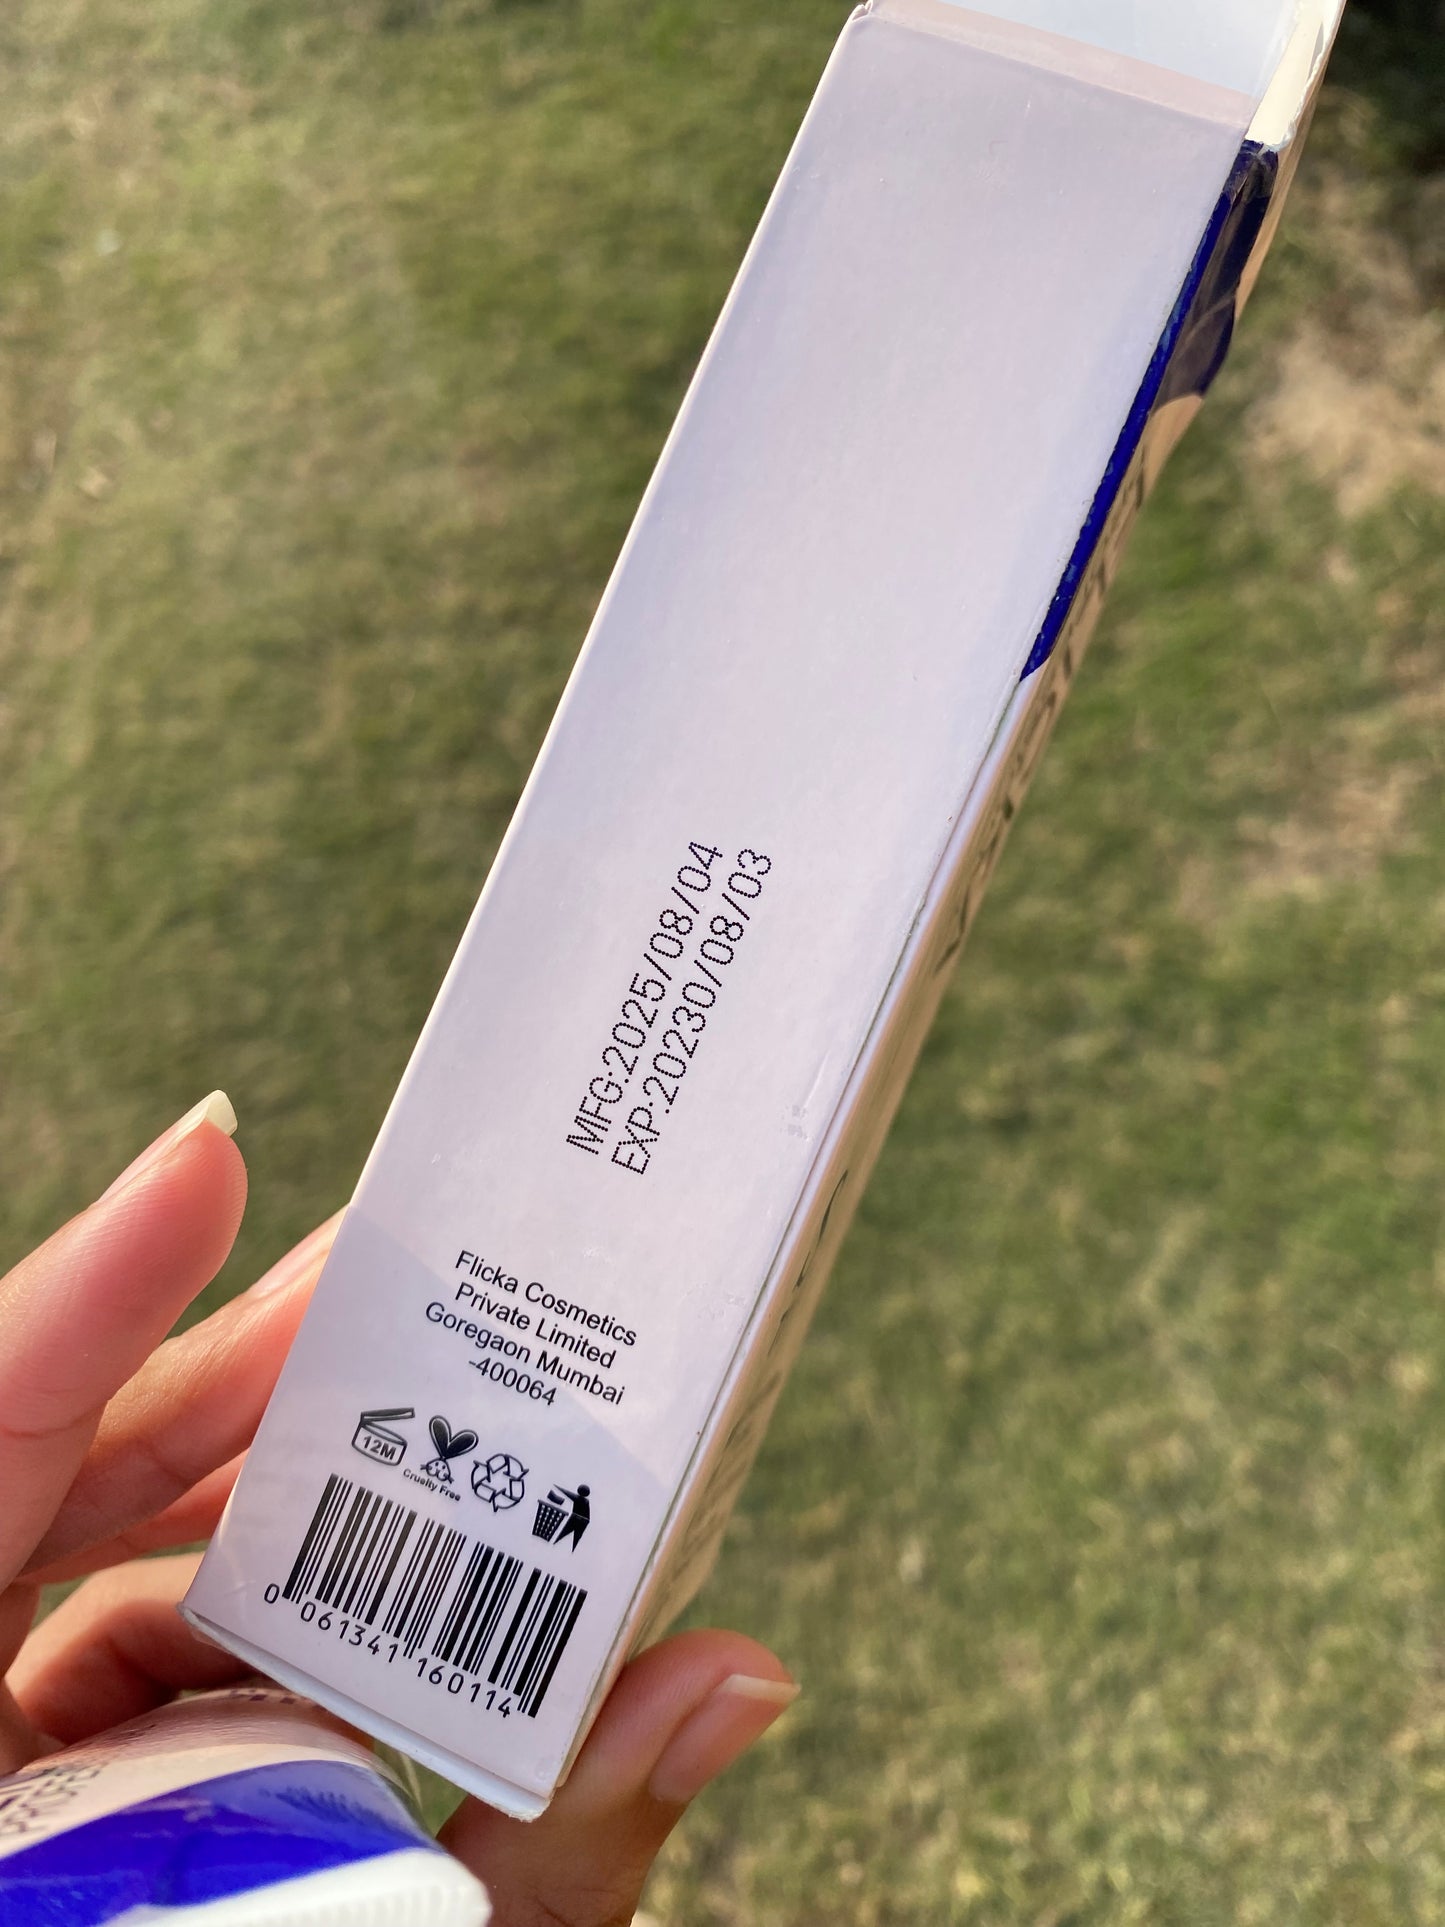 MFG:2025/08/04
EXP:20230/08/03
Flicka Cosmetics
Private Limited
Goregaon Mumbai
-400064
12M
Cruelty Free
0 061341 160114